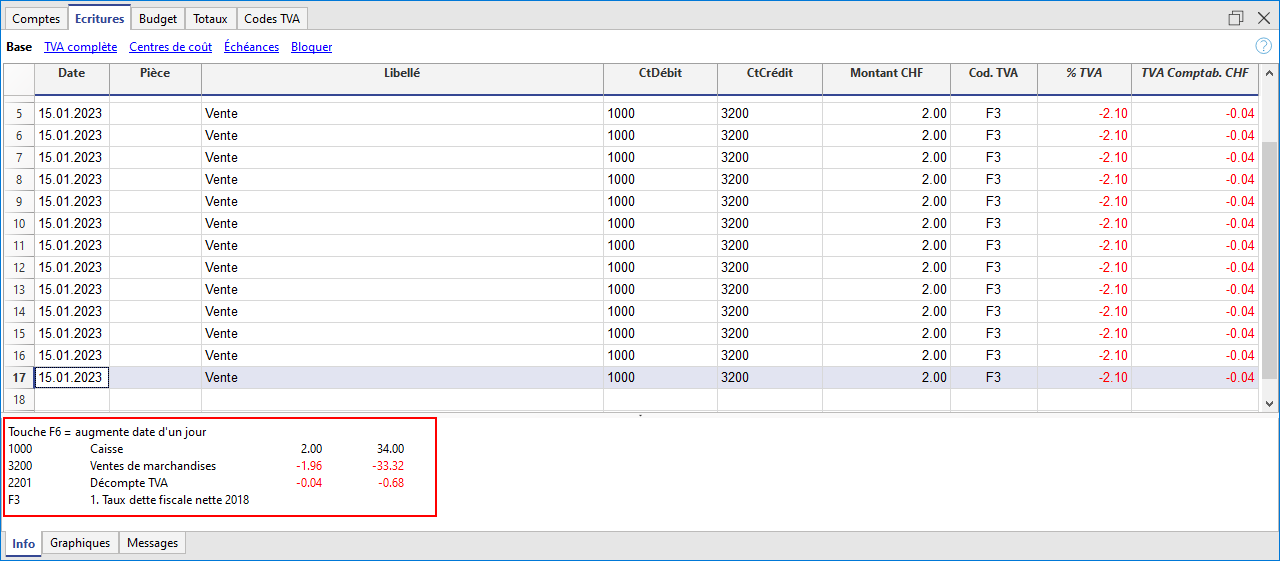 Comptes Ecritures Budget Totaux Codes TVA
Base TVA complète Centres de coût Échéances Bloquer ?
Date Pièce Libellé CtDébit CtCrédit Montant CHF Cod. TVA % TVA TVA Comptab. CHF
5 15.01.2023 Vente 1000 3200 2.00 F3 -2.10 -0.04
6 15.01.2023 Vente 1000 3200 2.00 F3 -2.10 -0.04
7 15.01.2023 Vente 1000 3200 2.00 F3 -2.10 -0.04
8 15.01.2023 Vente 1000 3200 2.00 F3 -2.10 -0.04
9 15.01.2023 Vente 1000 3200 2.00 F3 -2.10 -0.04
10 15.01.2023 Vente 1000 3200 2.00 F3 -2.10 -0.04
11 15.01.2023 Vente 1000 3200 2.00 F3 -2.10 -0.04
12 15.01.2023 Vente 1000 3200 2.00 F3 -2.10 -0.04
13 15.01.2023 Vente 1000 3200 2.00 F3 -2.10 -0.04
14 15.01.2023 Vente 1000 3200 2.00 F3 -2.10 -0.04
15 15.01.2023 Vente 1000 3200 2.00 F3 -2.10 -0.04
16 15.01.2023 Vente 1000 3200 2.00 F3 -2.10 -0.04
17 15.01.2023 Vente 1000 3200 2.00 F3 -2.10 -0.04
18
Touche F6 = augmente date d'un jour
1000 Caisse 2.00 34.00
3200 Ventes de marchandises -1.96 -33.32
2201 Décompte TVA -0.04 -0.68
F3 1. Taux dette fiscale nette 2018
Info Graphiques Messages